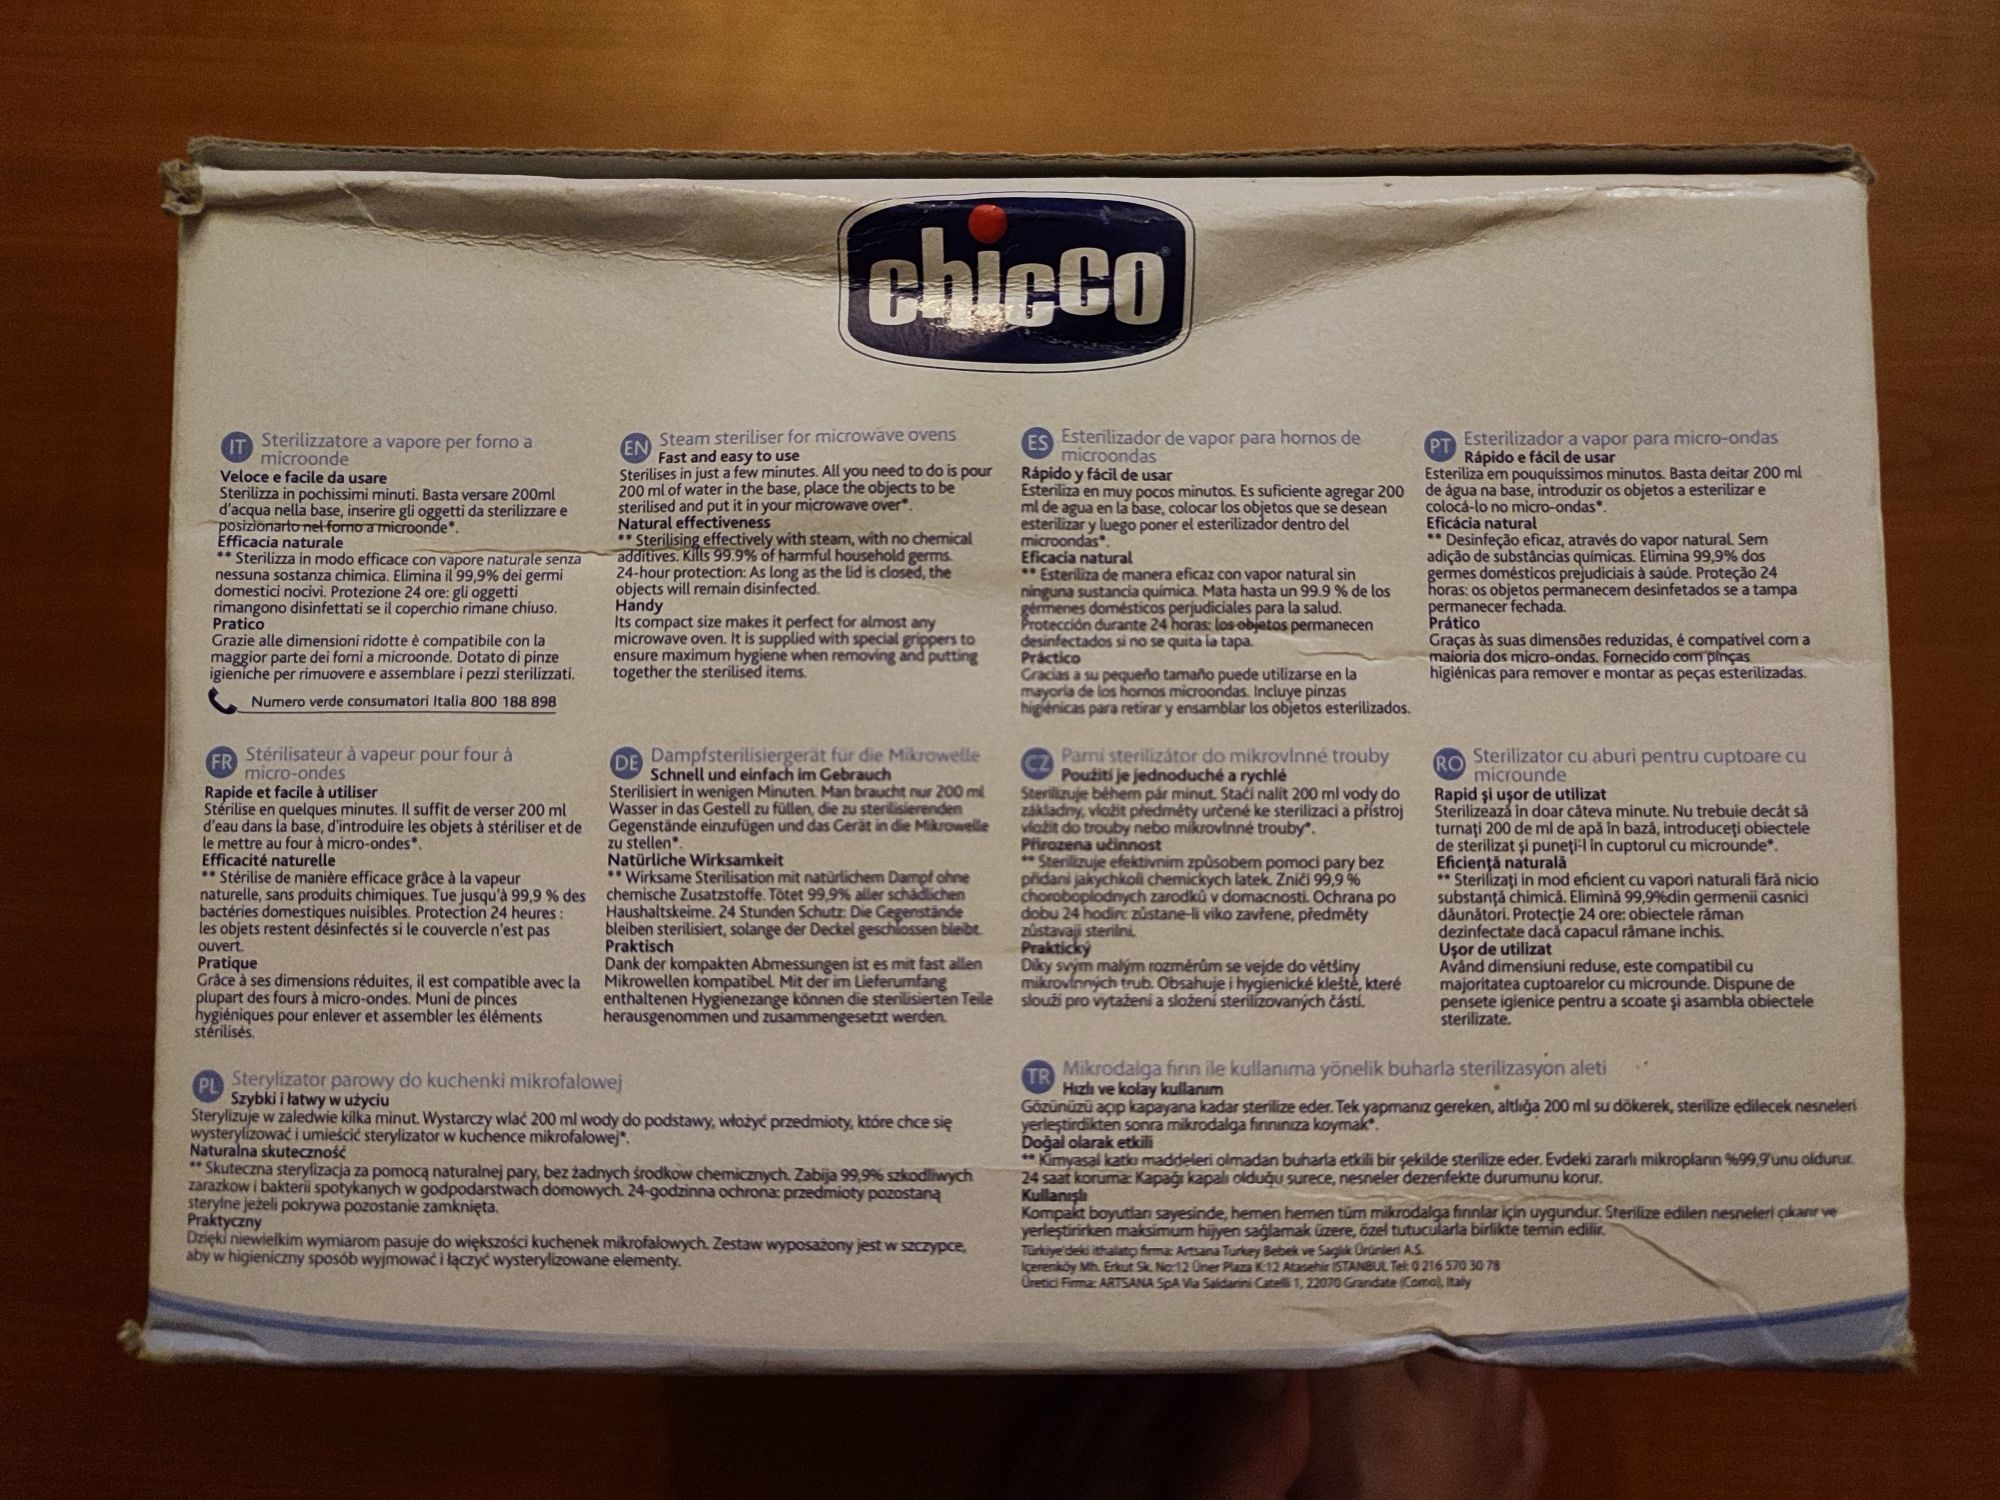 chicco
IT Sterilizzatore a vapore per forno a
microonde
Veloce e facile da usare
Sterilizza in pochissimi minuti. Basta versare 200ml
d'acqua nella base, inserire gli oggetti da sterilizzare e
posizionarlo nel forno a microonde*.
Efficacia naturale
** Sterilizza in modo efficace con vapore naturale senza
nessuna sostanza chimica. Elimina il 99,9% dei germi
domestici nocivi. Protezione 24 ore: gli oggetti
rimangono disinfettati se il coperchio rimane chiuso.
Pratico
Grazie alle dimensioni ridotte è compatibile con la
maggior parte dei forni a microonde. Dotato di pinze
igieniche per rimuovere e assemblare i pezzi sterilizzati.
Numero verde consumatori Italia 800 188 898
EN Steam steriliser for microwave ovens
Fast and easy to use
Sterilises in just a few minutes. All you need to do is pour
200 ml of water in the base, place the objects to be
sterilised and put it in your microwave over*.
Natural effectiveness
** Sterilising effectively with steam, with no chemical
additives. Kills 99.9% of harmful household germs.
24-hour protection: As long as the lid is closed, the
objects will remain disinfected.
Handy
Its compact size makes it perfect for almost any
microwave oven. It is supplied with special grippers to
ensure maximum hygiene when removing and putting
together the sterilised items.
ES Esterilizador de vapor para hornos de
microondas
Rápido y fácil de usar
Esteriliza en muy pocos minutos. Es suficiente agregar 200
ml de agua en la base, colocar los objetos que se desean
esterilizar y luego poner el esterilizador dentro del
microondas*.
Eficacia natural
** Esteriliza de manera eficaz con vapor natural sin
ninguna sustancia química. Mata hasta un 99.9 % de los
gérmenes domésticos perjudiciales para la salud.
Protección durante 24 horas: los objetos permanecen
desinfectados si no se quita la tapa.
Práctico
Gracias a su pequeño tamaño puede utilizarse en la
mayoría de los hornos microondas. Incluye pinzas
higiénicas para retirar y ensamblar los objetos esterilizados.
PT Esterilizador a vapor para micro-ondas
Rápido e fácil de usar
Esteriliza em pouquíssimos minutos. Basta deitar 200 ml
de água na base, introduzir os objetos a esterilizar e
colocá-lo no micro-ondas*.
Eficácia natural
** Desinfeção eficaz, através do vapor natural. Sem
adição de substâncias químicas. Elimina 99,9% dos
germes domésticos prejudiciais à saúde. Proteção 24
horas: os objetos permanecem desinfetados se a tampa
permanecer fechada.
Prático
Graças às suas dimensões reduzidas, é compatível com a
maioria dos micro-ondas. Fornecido com pinças
higiénicas para remover e montar as peças esterilizadas.
FR Stérilisateur à vapeur pour four à
micro-ondes
Rapide et facile à utiliser
Stérilise en quelques minutes. Il suffit de verser 200 ml
d'eau dans la base, d'introduire les objets à stériliser et de
le mettre au four à micro-ondes*.
Efficacité naturelle
** Stérilise de manière efficace grâce à la vapeur
naturelle, sans produits chimiques. Tue jusqu'à 99,9 % des
bactéries domestiques nuisibles. Protection 24 heures :
les objets restent désinfectés si le couvercle n'est pas
ouvert.
Pratique
Grâce à ses dimensions réduites, il est compatible avec la
plupart des fours à micro-ondes. Muni de pinces
hygiéniques pour enlever et assembler les éléments
stérilisés.
DE Dampfsterilisiergerät für die Mikrowelle
Schnell und einfach im Gebrauch
Sterilisiert in wenigen Minuten. Man braucht nur 200 ml
Wasser in das Gestell zu füllen, die zu sterilisierenden
Gegenstände einzufügen und das Gerät in die Mikrowelle
zu stellen*.
Natürliche Wirksamkeit
** Wirksame Sterilisation mit natürlichem Dampf ohne
chemische Zusatzstoffe. Tötet 99,9% aller schädlichen
Haushaltskeime. 24 Stunden Schutz: Die Gegenstände
bleiben sterilisiert, solange der Deckel geschlossen bleibt.
Praktisch
Dank der kompakten Abmessungen ist es mit fast allen
Mikrowellen kompatibel. Mit der im Lieferumfang
enthaltenen Hygienezange können die sterilisierten Teile
herausgenommen und zusammengesetzt werden.
CZ Parní sterilizátor do mikrovlnné trouby
Použití je jednoduché a rychlé
Sterilizuje během pár minut. Stačí nalít 200 ml vody do
základny, vložit předměty určené ke sterilizaci a přístroj
vložit do trouby nebo mikrovlnné trouby*.
Přirozena učinnost
** Sterilizuje efektivnim způsobem pomoci pary bez
přidani jakychkoli chemickych latek. Zniči 99,9 %
choroboplodnych zarodků v domacnosti. Ochrana po
dobu 24 hodin: zůstane-li viko zavřene, předměty
zůstavaji sterilni.
Praktický
Díky svým malým rozměrům se vejde do většiny
mikrovlnných trub. Obsahuje i hygienické kleště, které
slouží pro vytažení a složení sterilizovaných částí.
RO Sterilizator cu aburi pentru cuptoare cu
microunde
Rapid şi uşor de utilizat
Sterilizează în doar câteva minute. Nu trebuie decât să
turnaţi 200 de ml de apă în bază, introduceţi obiectele
de sterilizat şi puneţi-l în cuptorul cu microunde*.
Eficienţă naturală
** Sterilizaţi in mod eficient cu vapori naturali fără nicio
substanţă chimică. Elimină 99,9%din germenii casnici
dăunători. Protecţie 24 ore: obiectele răman
dezinfectate dacă capacul rămane inchis.
Uşor de utilizat
Având dimensiuni reduse, este compatibil cu
majoritatea cuptoarelor cu microunde. Dispune de
pensete igienice pentru a scoate şi asambla obiectele
sterilizate.
PL Sterylizator parowy do kuchenki mikrofalowej
Szybki i łatwy w użyciu
Sterylizuje w zaledwie kilka minut. Wystarczy wlać 200 ml wody do podstawy, włożyć przedmioty, które chce się
wysterylizować i umieścić sterylizator w kuchence mikrofalowej*.
Naturalna skuteczność
** Skuteczna sterylizacja za pomocą naturalnej pary, bez żadnych środkow chemicznych. Zabija 99,9% szkodliwych
zarazkow i bakterii spotykanych w godpodarstwach domowych. 24-godzinna ochrona: przedmioty pozostaną
sterylne jeżeli pokrywa pozostanie zamknięta.
Praktyczny
Dzięki niewielkim wymiarom pasuje do większości kuchenek mikrofalowych. Zestaw wyposażony jest w szczypce,
aby w higieniczny sposób wyjmować i łączyć wysterylizowane elementy.
TR Mikrodalga fırın ile kullanıma yönelik buharla sterilizasyon aleti
Hızlı ve kolay kullanım
Gözünüzü açıp kapayana kadar sterilize eder. Tek yapmanız gereken, altlığa 200 ml su dökerek, sterilize edilecek nesneleri
yerleştirdikten sonra mikrodalga fırınınıza koymak*.
Doğal olarak etkili
** Kimyasal katkı maddeleri olmadan buharla etkili bir şekilde sterilize eder. Evdeki zararlı mikropların %99,9'unu oldurur.
24 saat koruma: Kapağı kapalı olduğu surece, nesneler dezenfekte durumunu korur.
Kullanışlı
Kompakt boyutları sayesinde, hemen hemen tüm mikrodalga fırınlar için uygundur. Sterilize edilen nesneleri çıkarır ve
yerleştirirken maksimum hijyen sağlamak üzere, özel tutucularla birlikte temin edilir.
Türkiye'deki ithalatçı firma: Artsana Turkey Bebek ve Saglık Ürünleri A.S.
Içerenköy Mh. Erkut Sk. No:12 Üner Plaza K:12 Atasehir ISTANBUL Tel: 0 216 570 30 78
Üretici Firma: ARTSANA SpA Via Saldarini Catelli 1, 22070 Grandate (Como), Italy